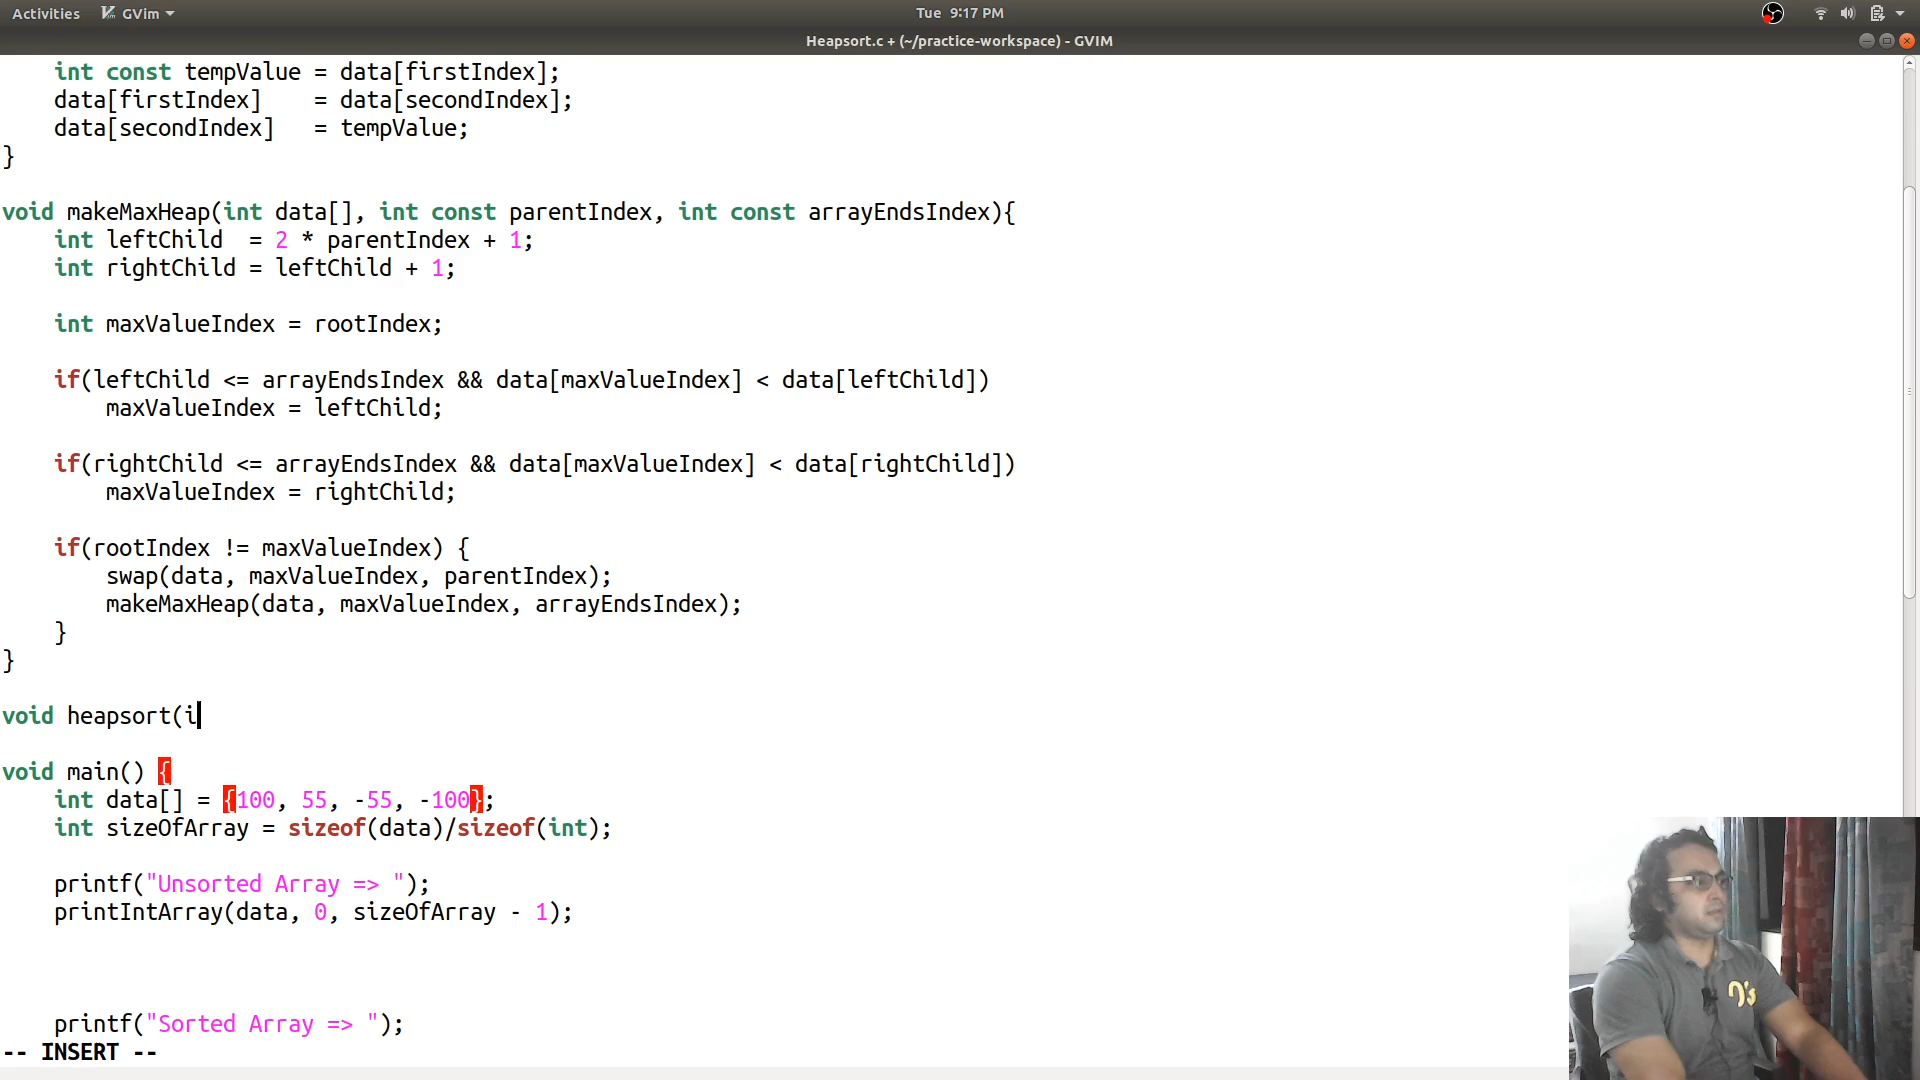 Activities GVim Tue 9:17 PM
Heapsort.c + (~/practice-workspace) - GVIM
    int const tempValue = data[firstIndex];
    data[firstIndex]    = data[secondIndex];
    data[secondIndex]   = tempValue;
}
void makeMaxHeap(int data[], int const parentIndex, int const arrayEndsIndex){
    int leftChild  = 2 * parentIndex + 1;
    int rightChild = leftChild + 1;
    int maxValueIndex = rootIndex;
    if(leftChild <= arrayEndsIndex && data[maxValueIndex] < data[leftChild])
        maxValueIndex = leftChild;
    if(rightChild <= arrayEndsIndex && data[maxValueIndex] < data[rightChild])
        maxValueIndex = rightChild;
    if(rootIndex != maxValueIndex) {
        swap(data, maxValueIndex, parentIndex);
        makeMaxHeap(data, maxValueIndex, arrayEndsIndex);
    }
}
void heapsort(i
void main() {
    int data[] = {100, 55, -55, -100};
    int sizeOfArray = sizeof(data)/sizeof(int);
    printf("Unsorted Array => ");
    printIntArray(data, 0, sizeOfArray - 1);
    printf("Sorted Array => ");
-- INSERT --